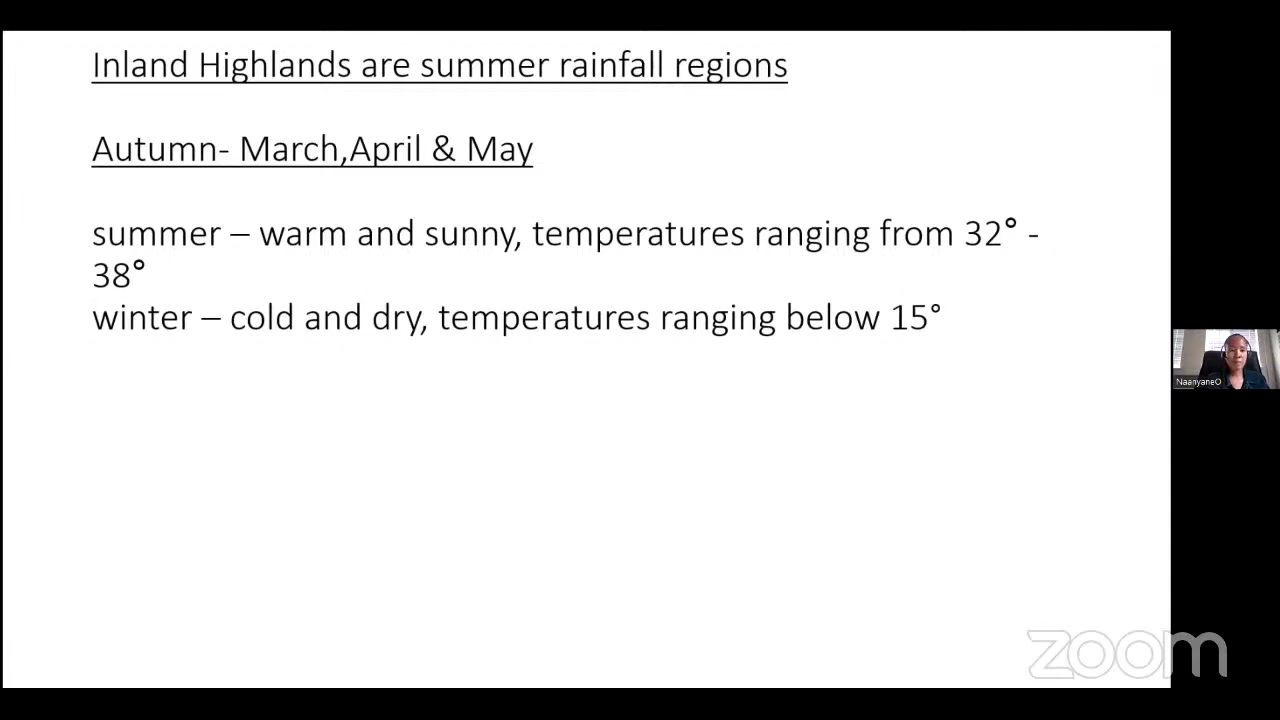 Inland Highlands are summer rainfall regions
Autumn- March,April & May
summer – warm and sunny, temperatures ranging from 32° -
38°
winter – cold and dry, temperatures ranging below 15°
NaanyaneO
zoom